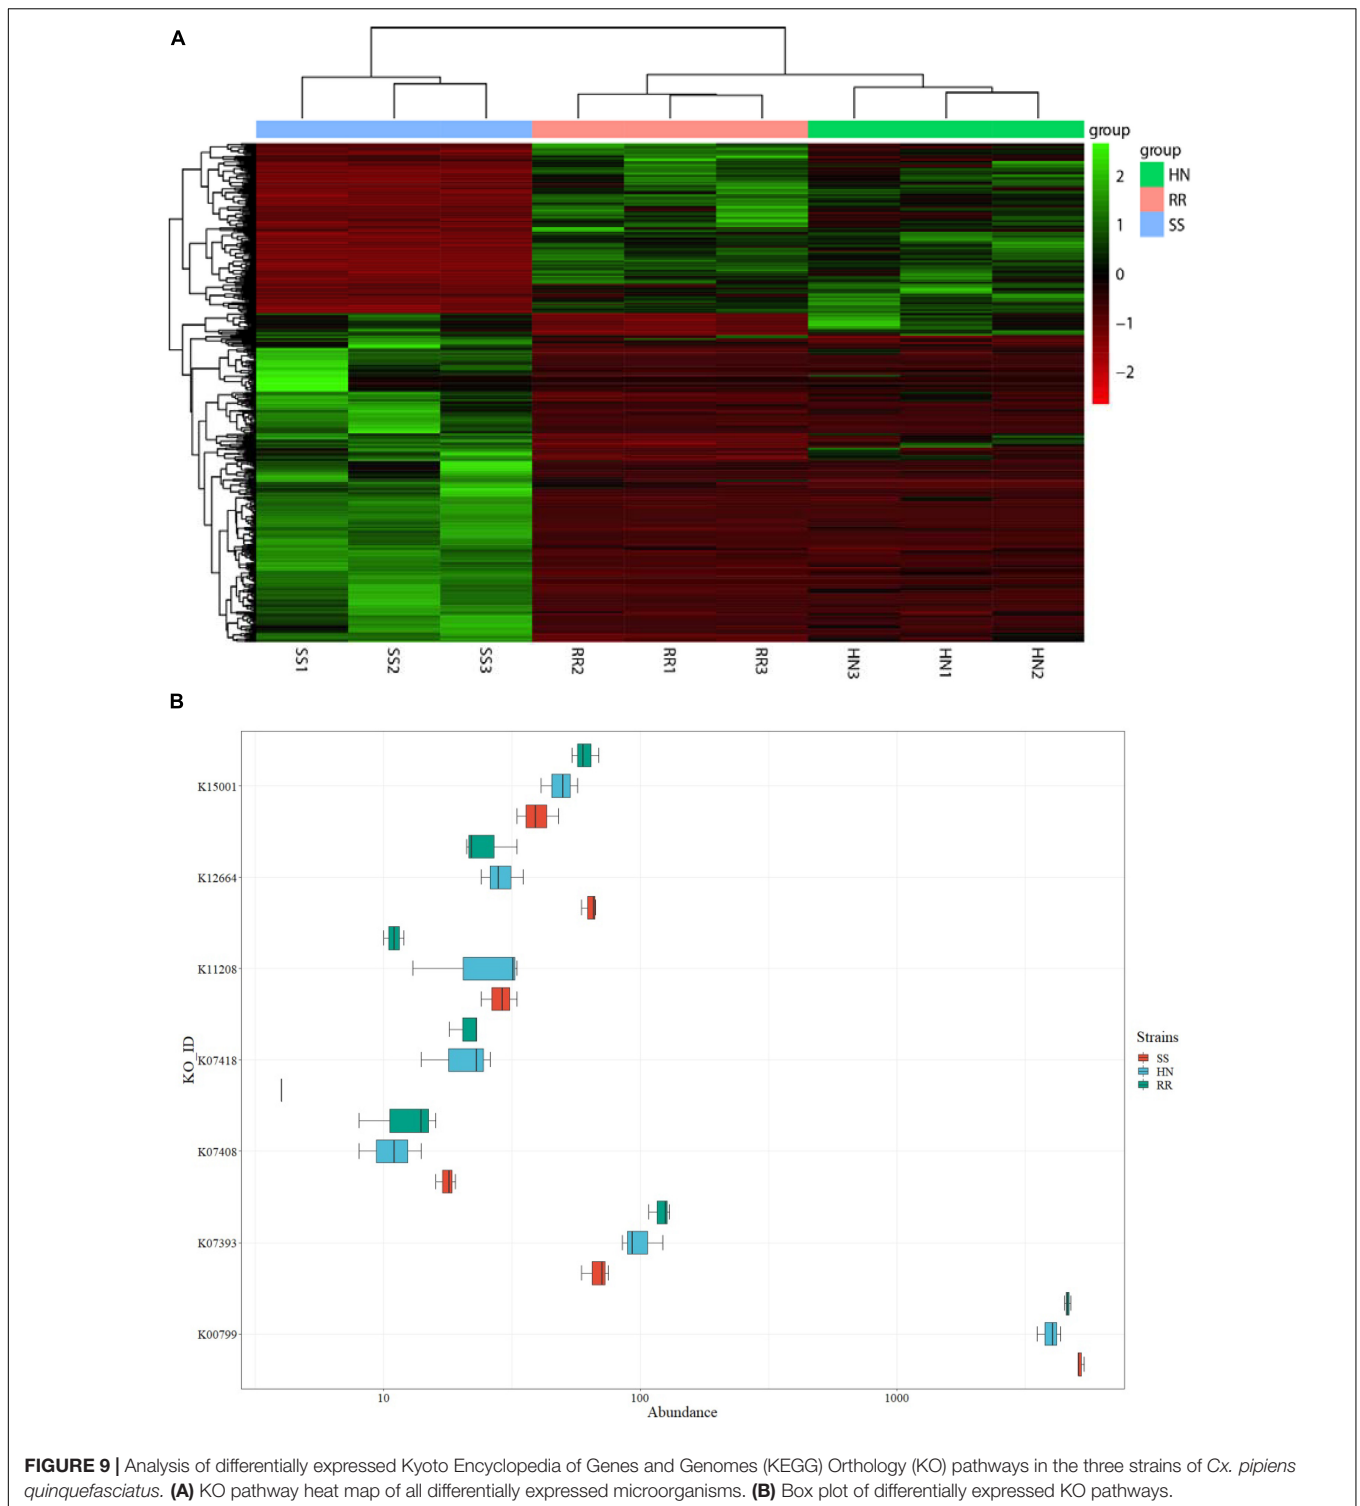 A
group
2
1
0
−1
−2
group
HN
RR
SS
SS1 SS2 SS3 RR2 RR1 RR3 HN3 HN1 HN2
B
KO_ID
K15001
K12664
K11208
K07418
K07408
K07393
K00799
10 100 1000
Abundance
Strains
SS
HN
RR
FIGURE 9 | Analysis of differentially expressed Kyoto Encyclopedia of Genes and Genomes (KEGG) Orthology (KO) pathways in the three strains of Cx. pipiens
quinquefasciatus. (A) KO pathway heat map of all differentially expressed microorganisms. (B) Box plot of differentially expressed KO pathways.